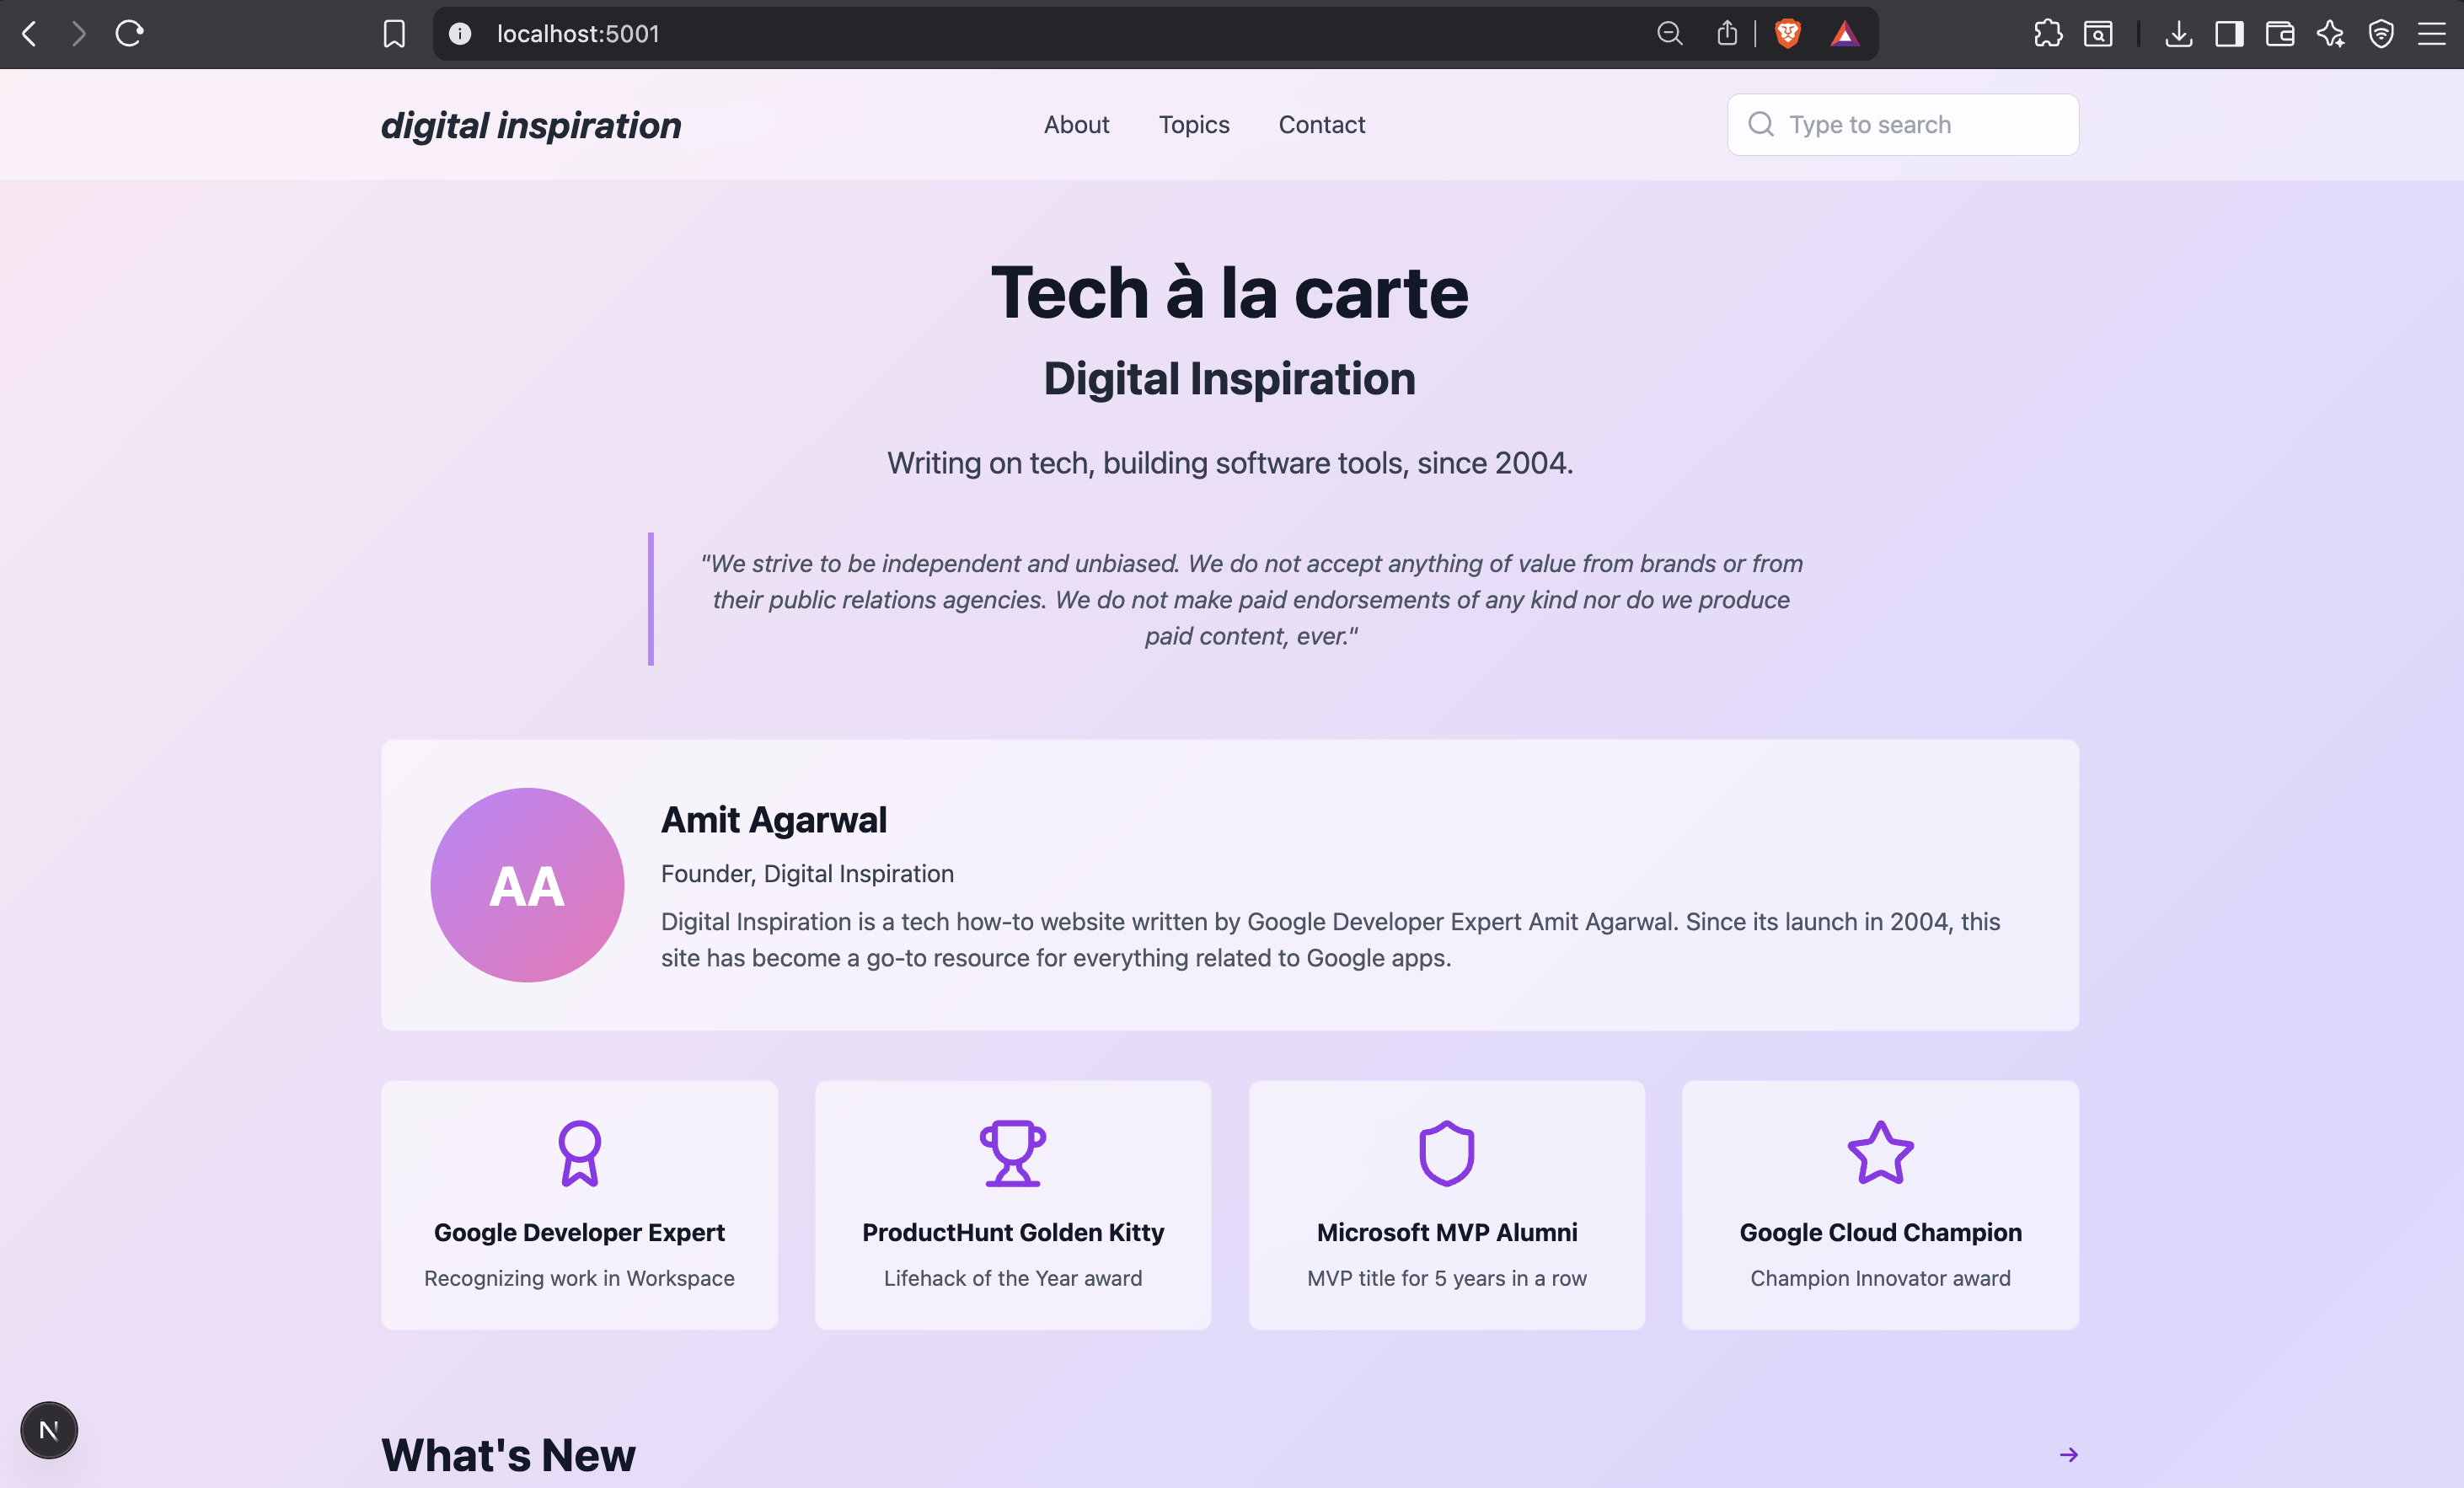 localhost:5001
digital inspiration
About
Topics
Contact
Type to search
Tech à la carte
Digital Inspiration
Writing on tech, building software tools, since 2004.
"We strive to be independent and unbiased. We do not accept anything of value from brands or from
their public relations agencies. We do not make paid endorsements of any kind nor do we produce
paid content, ever."
AA
Amit Agarwal
Founder, Digital Inspiration
Digital Inspiration is a tech how-to website written by Google Developer Expert Amit Agarwal. Since its launch in 2004, this
site has become a go-to resource for everything related to Google apps.
Google Developer Expert
Recognizing work in Workspace
ProductHunt Golden Kitty
Lifehack of the Year award
Microsoft MVP Alumni
MVP title for 5 years in a row
Google Cloud Champion
Champion Innovator award
N
What's New